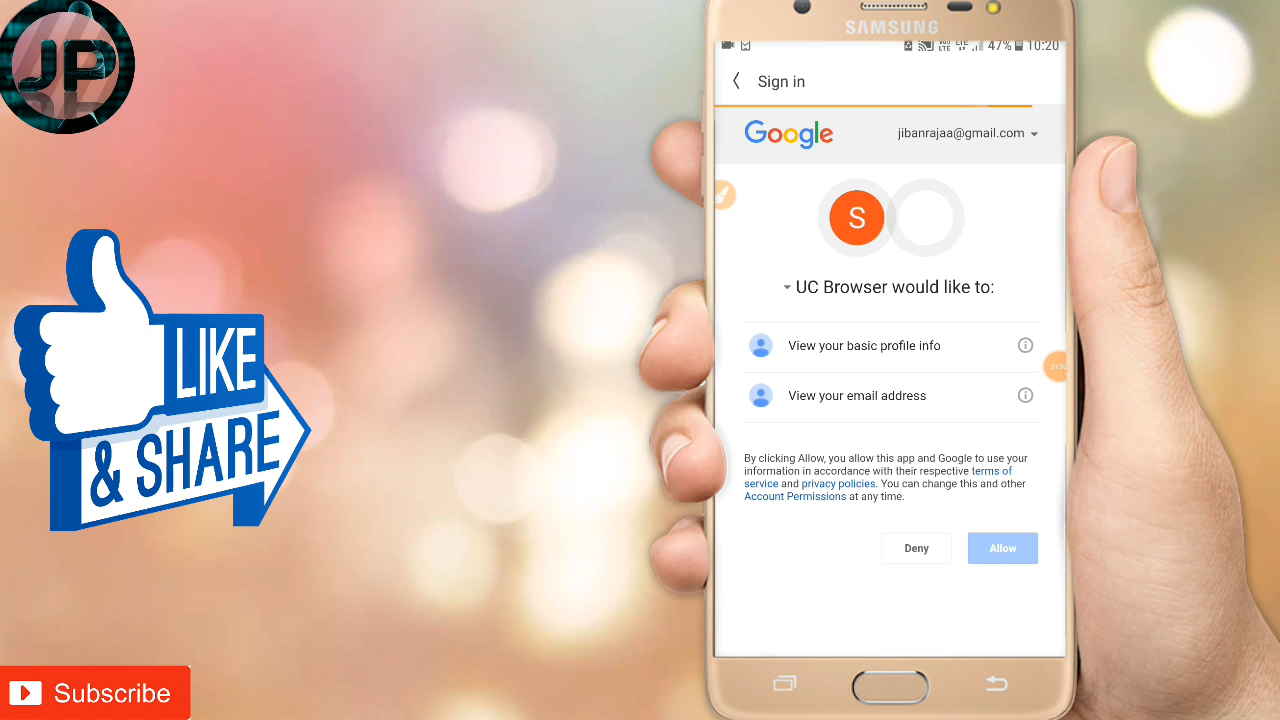 JP
LIKE
& SHARE
Subscribe
SAMSUNG
LTE 47% 10:20
Sign in
Google
jibanrajaa@gmail.com
S
UC Browser would like to:
View your basic profile info
View your email address
By clicking Allow, you allow this app and Google to use your
information in accordance with their respective terms of
service and privacy policies. You can change this and other
Account Permissions at any time.
Deny Allow